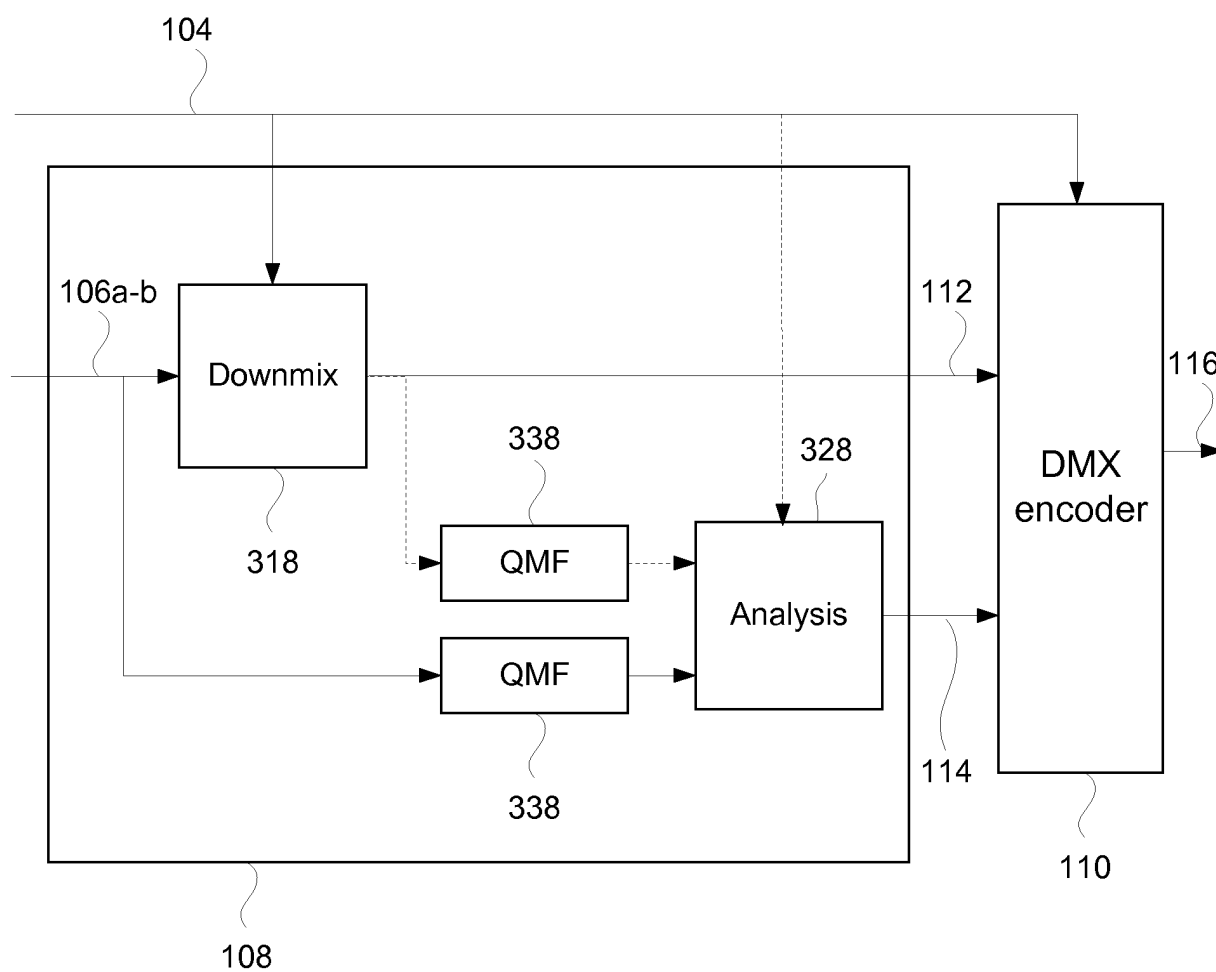 104
106a-b
112
116
Downmix
338
328
DMX
encoder
318
QMF
Analysis
QMF
338
114
110
108